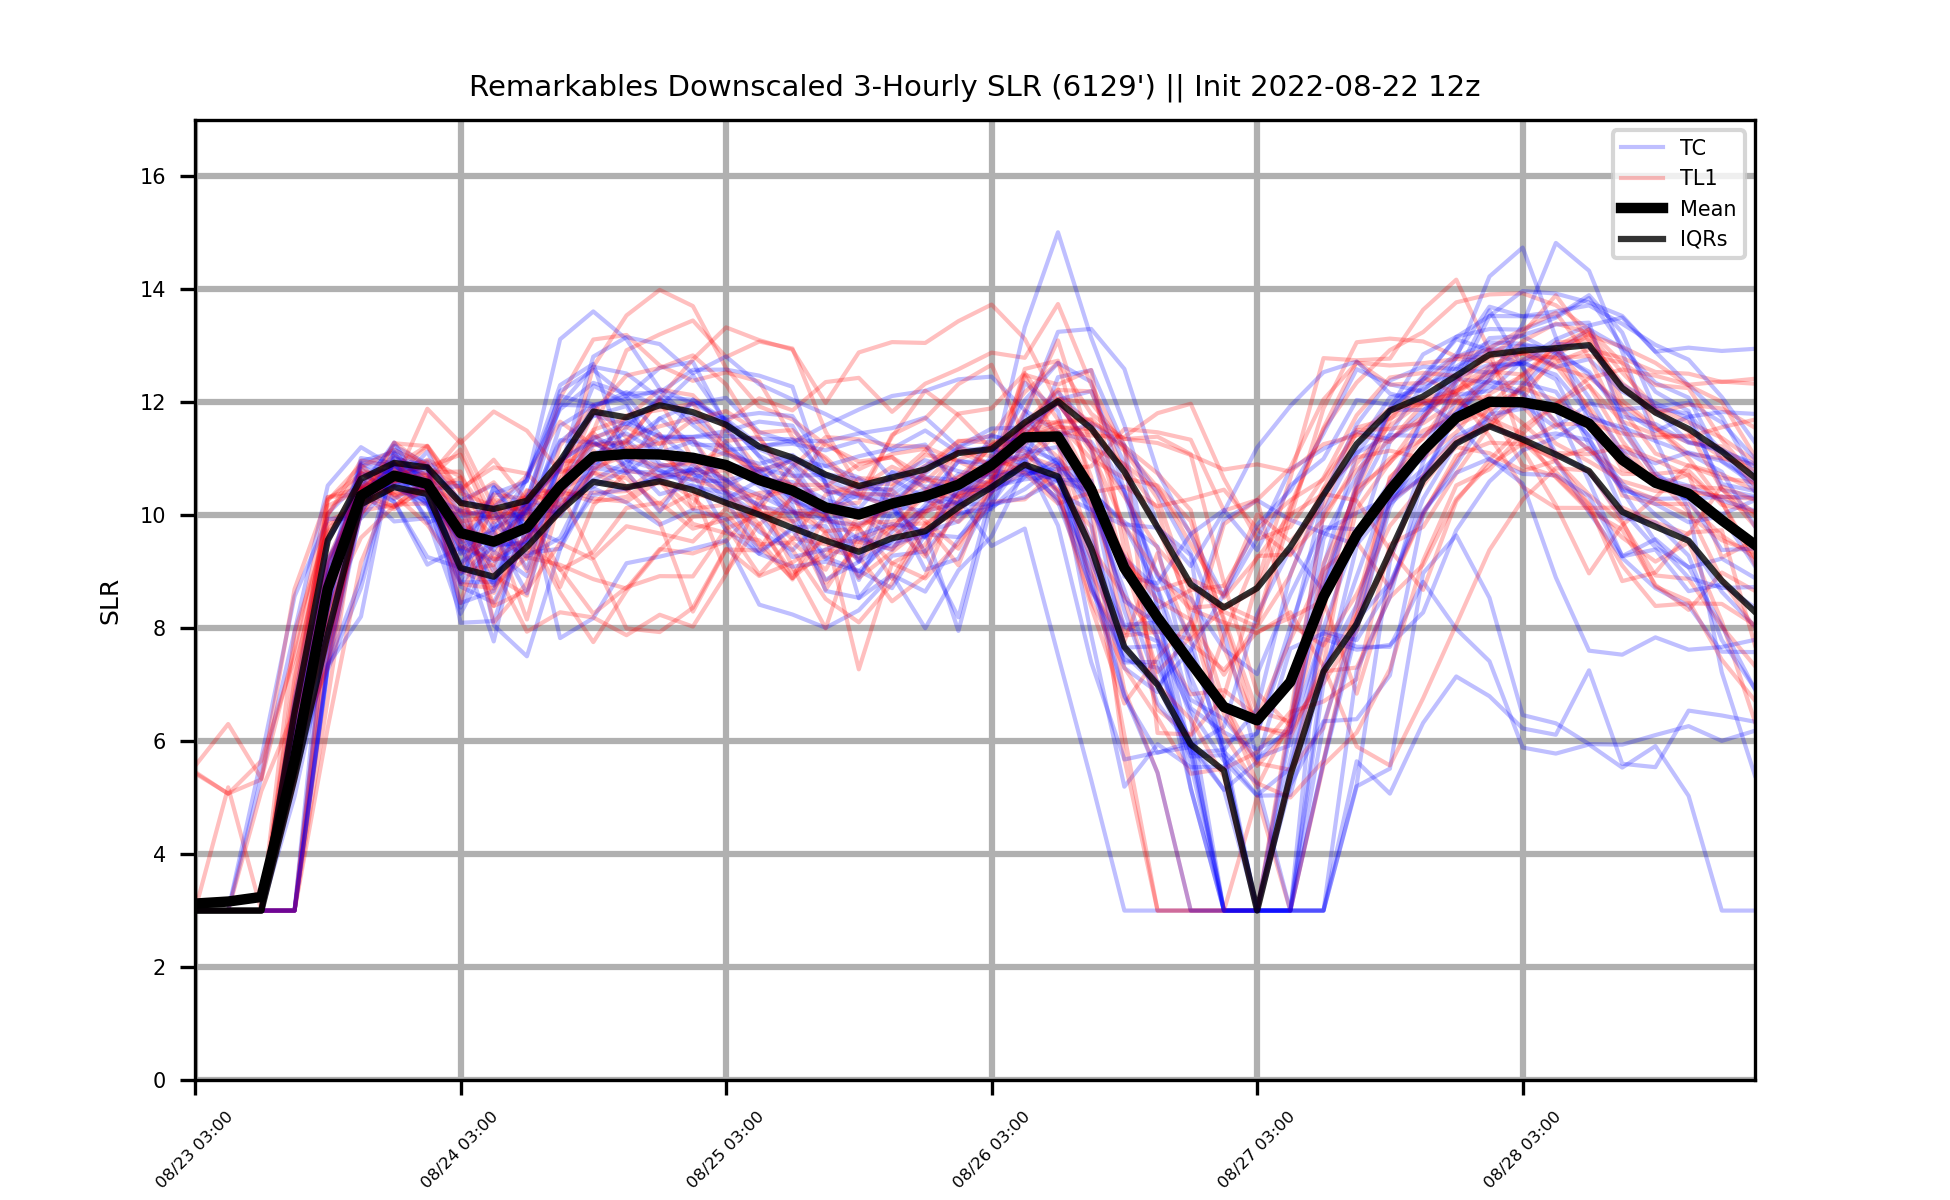 Remarkables Downscaled 3-Hourly SLR (6129') || Init 2022-08-22 12z
TC
TL1
Mean
IQRs
SLR
16
14
12
10
8
6
4
2
0
08/23 03:00
08/24 03:00
08/25 03:00
08/26 03:00
08/27 03:00
08/28 03:00